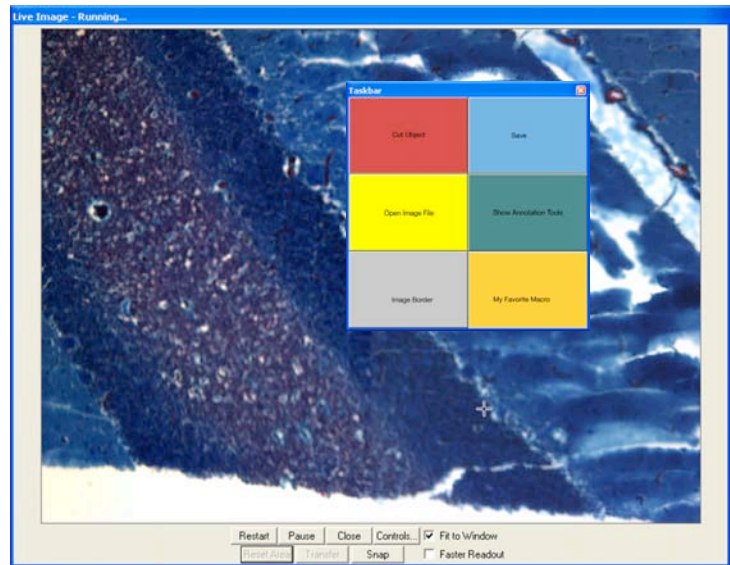 Live Image - Running...
Taskbar
Cut Object
Save
Open Image File
Show Annotation Tools
Image Border
My Favorite Macro
Restart Pause Close Controls... Fit to Window
Reset Area Transfer Snap Faster Readout